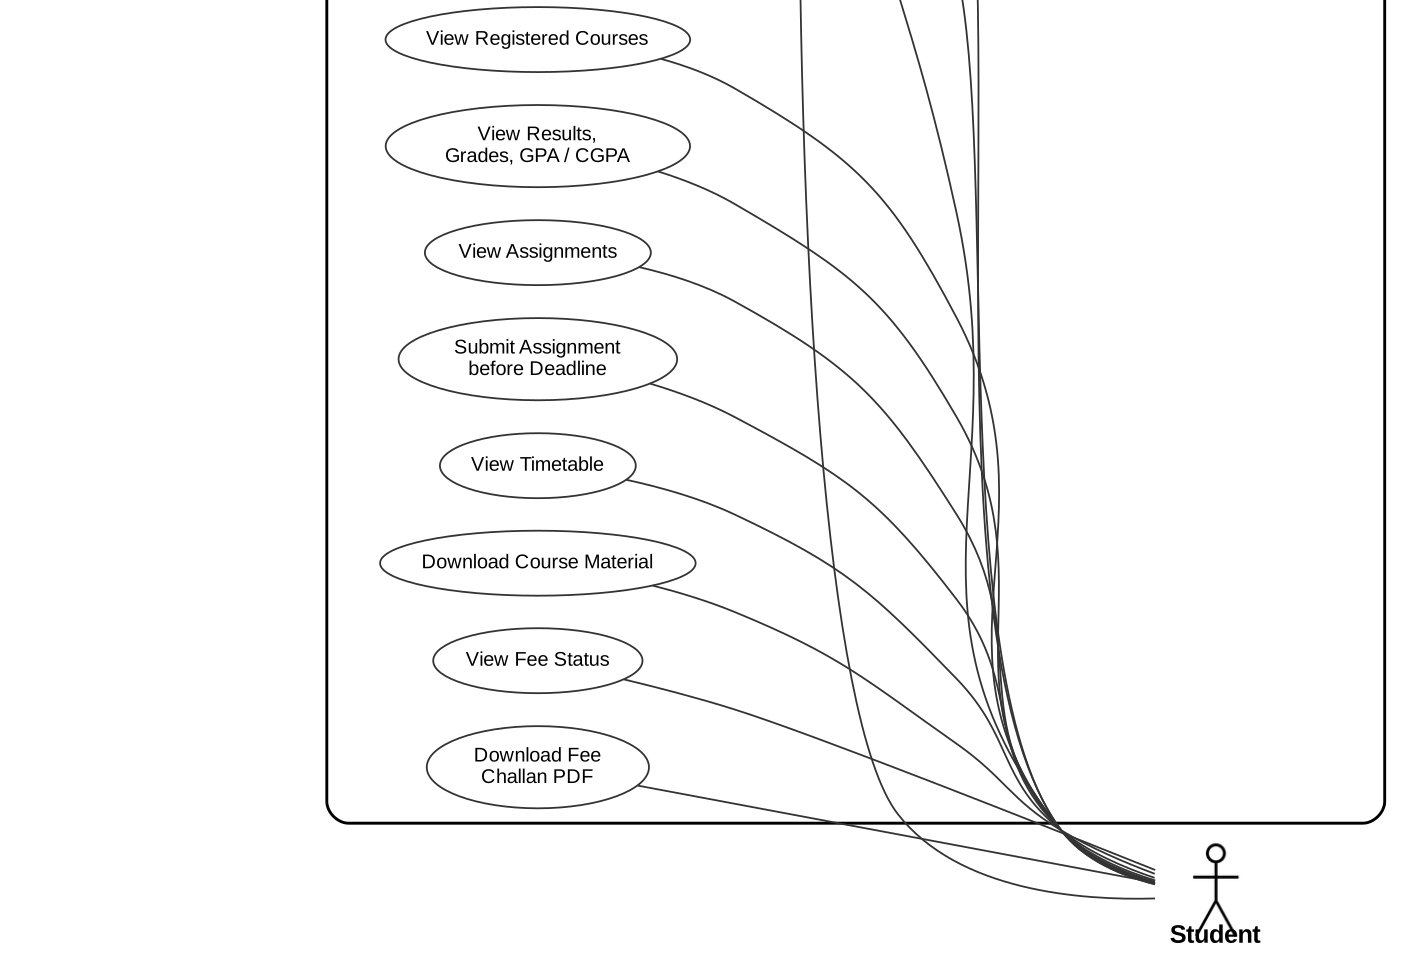 View Registered Courses
View Results,
Grades, GPA / CGPA
View Assignments
Submit Assignment
before Deadline
View Timetable
Download Course Material
View Fee Status
Download Fee
Challan PDF
Student